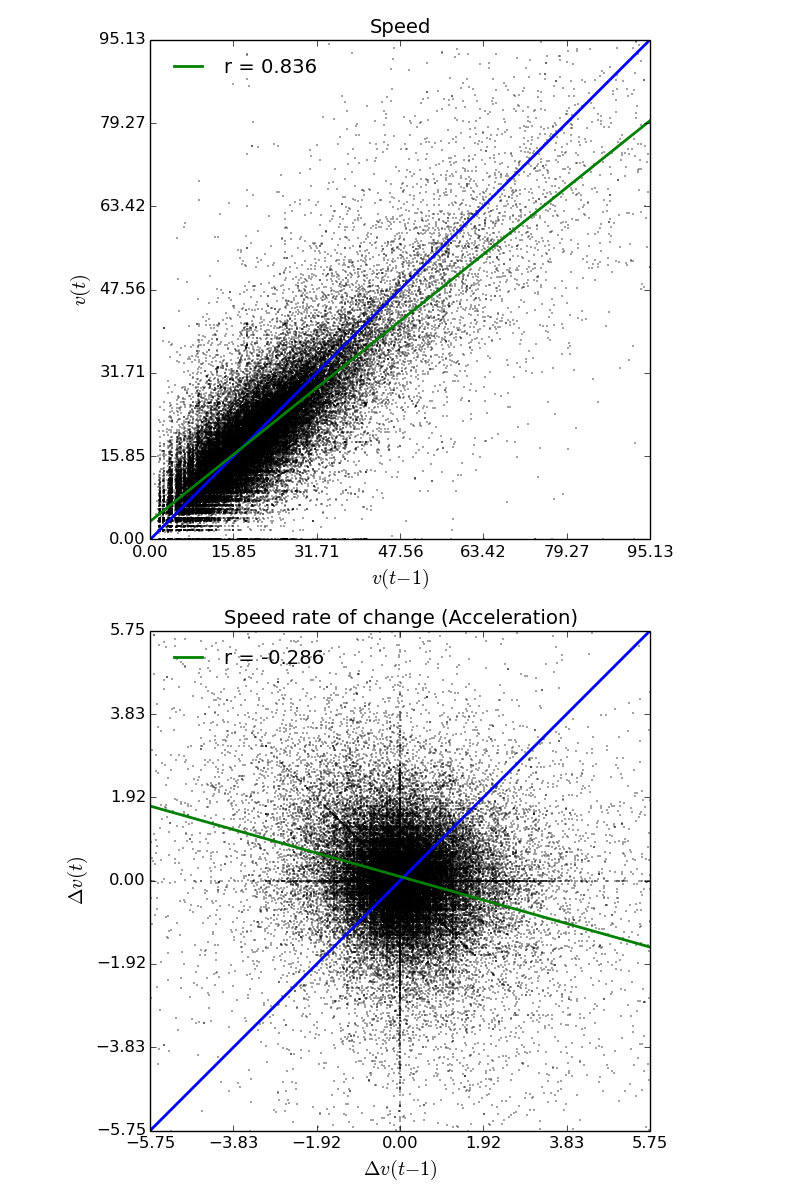 Speed
95.13
r = 0.836
79.27
63.42
v(t)
47.56
31.71
15.85
0.00
0.00 15.85 31.71 47.56 63.42 79.27 95.13
v(t−1)
Speed rate of change (Acceleration)
5.75
r = -0.286
3.83
1.92
Δv(t)
0.00
−1.92
−3.83
−5.75
−5.75 −3.83 −1.92 0.00 1.92 3.83 5.75
Δv(t−1)